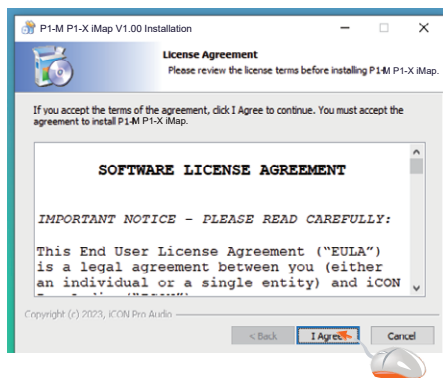 P1-M P1-X iMap V1.00 Installation
License Agreement
Please review the license terms before installing P1-M P1-X iMap.
If you accept the terms of the agreement, click I Agree to continue. You must accept the
agreement to install P1-M P1-X iMap.
SOFTWARE LICENSE AGREEMENT
IMPORTANT NOTICE – PLEASE READ CAREFULLY:
This End User License Agreement (“EULA”)
is a legal agreement between you (either
an individual or a single entity) and iCON
Copyright (c) 2023, iCON Pro Audio
< Back
I Agree
Cancel